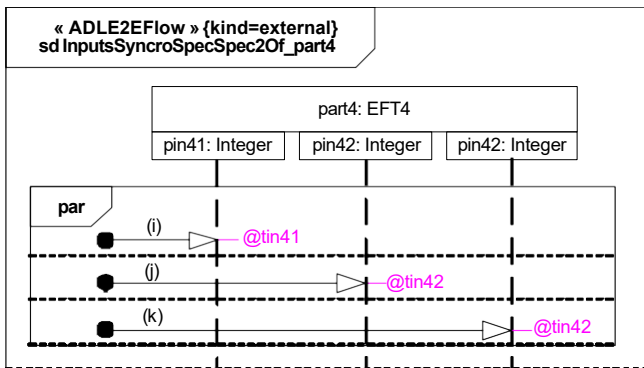 « ADLE2EFlow » {kind=external}
sd InputsSyncroSpecSpec2Of_part4
part4: EFT4
pin41: Integer
pin42: Integer
pin42: Integer
par
(i)
@tin41
(j)
@tin42
(k)
@tin42